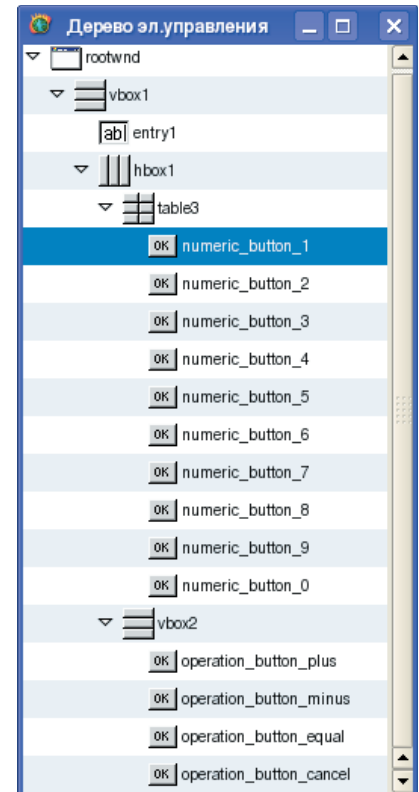 Дерево эл.управления
rootwnd
vbox1
ab entry1
hbox1
table3
OK numeric_button_1
OK numeric_button_2
OK numeric_button_3
OK numeric_button_4
OK numeric_button_5
OK numeric_button_6
OK numeric_button_7
OK numeric_button_8
OK numeric_button_9
OK numeric_button_0
vbox2
OK operation_button_plus
OK operation_button_minus
OK operation_button_equal
OK operation_button_cancel